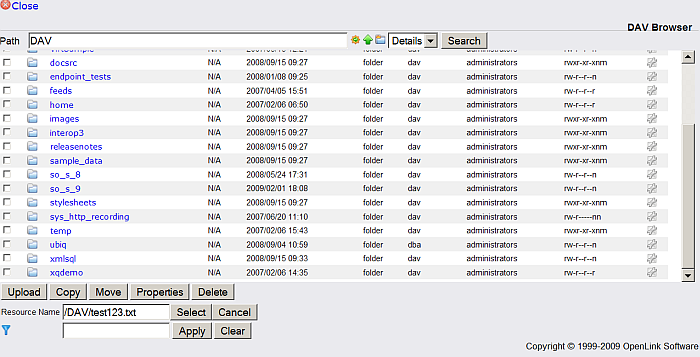 Close
DAV Browser
Path DAV Details Search
docsrc N/A 2008/09/15 09:27 folder dav administrators rwxr-xr-xnm
endpoint_tests N/A 2008/01/08 09:25 folder dav administrators rw-r--r--n
feeds N/A 2007/04/05 15:51 folder dav administrators rw-r--r--r
home N/A 2007/02/06 06:50 folder dav administrators rw-r--r--r
images N/A 2008/09/15 09:27 folder dav administrators rwxr-xr-xnm
interop3 N/A 2008/09/15 09:27 folder dav administrators rwxr-xr-xnm
releasenotes N/A 2008/09/15 09:27 folder dav administrators rwxr-xr-xnm
sample_data N/A 2008/09/15 09:27 folder dav administrators rwxr-xr-xnm
so_s_8 N/A 2008/05/24 17:31 folder dav administrators rw-r--r--n
so_s_9 N/A 2009/02/01 18:08 folder dav administrators rw-r--r--n
stylesheets N/A 2008/09/15 09:27 folder dav administrators rwxr-xr-xnm
sys_http_recording N/A 2007/06/20 11:10 folder dav administrators rw-r-----nn
temp N/A 2007/02/06 15:43 folder dav administrators rwxr-xr-xnm
ubiq N/A 2008/09/04 10:59 folder dba administrators rw-r--r--n
xmlsql N/A 2008/09/15 09:33 folder dav administrators rw-r--r--n
xqdemo N/A 2007/02/06 14:35 folder dav administrators rw-r--r--r
Upload Copy Move Properties Delete
Resource Name /DAV/test123.txt Select Cancel
Apply Clear
Copyright © 1999-2009 OpenLink Software